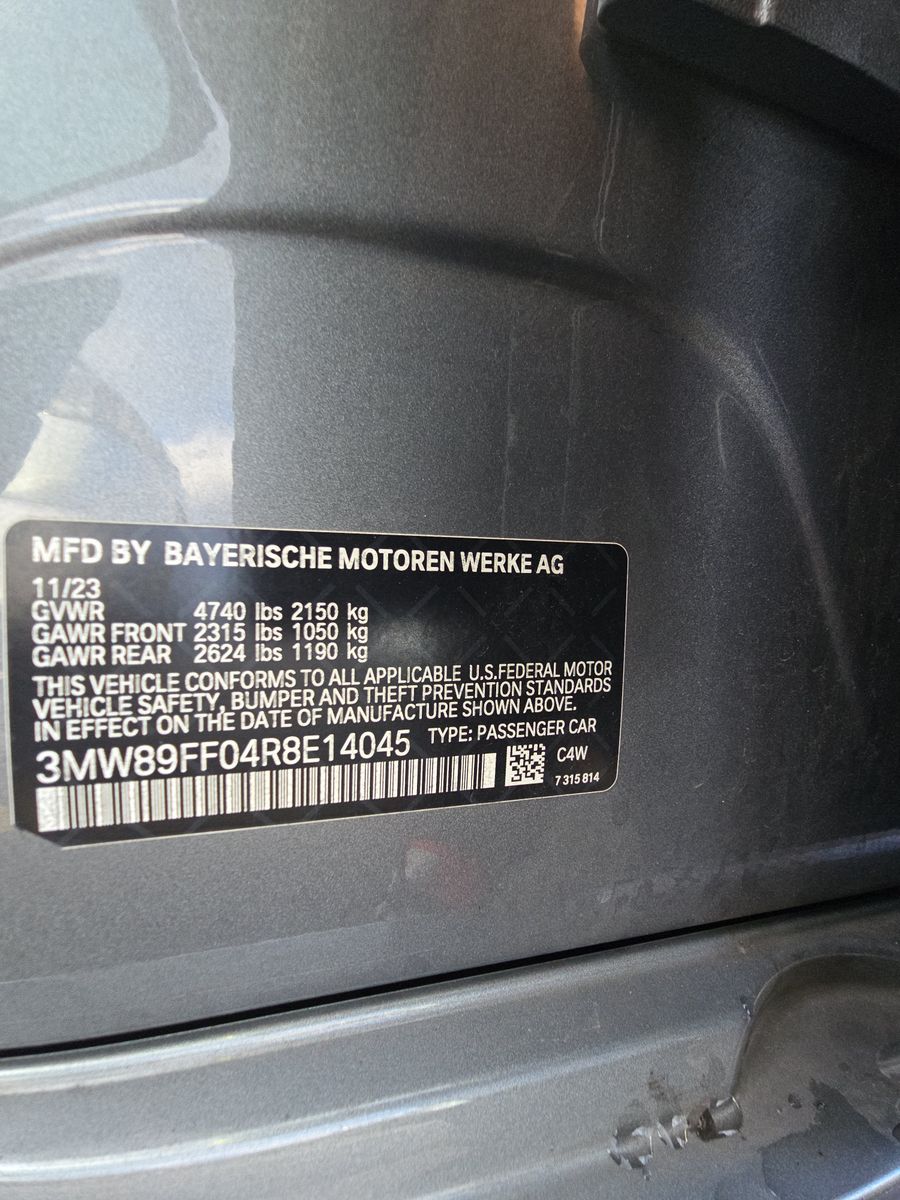 MFD BY BAYERISCHE MOTOREN WERKE AG
11/23
GVWR 4740 lbs 2150 kg
GAWR FRONT 2315 lbs 1050 kg
GAWR REAR 2624 lbs 1190 kg
THIS VEHICLE CONFORMS TO ALL APPLICABLE U.S.FEDERAL MOTOR
VEHICLE SAFETY, BUMPER AND THEFT PREVENTION STANDARDS
IN EFFECT ON THE DATE OF MANUFACTURE SHOWN ABOVE.
TYPE: PASSENGER CAR
3MW89FF04R8E14045
C4W
7 315 814